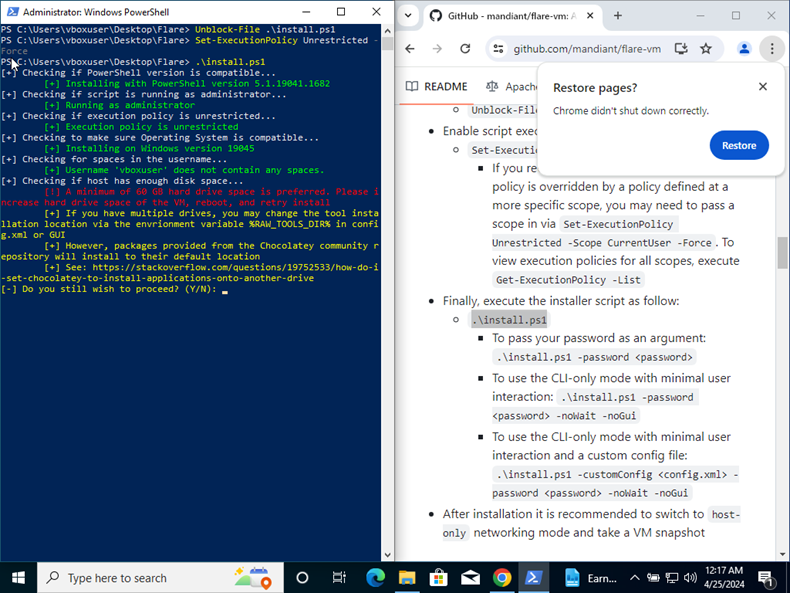 Administrator: Windows PowerShell
PS C:\Users\vboxuser\Desktop\Flare> Unblock-File .\install.ps1
PS C:\Users\vboxuser\Desktop\Flare> Set-ExecutionPolicy Unrestricted -
Force
PS C:\Users\vboxuser\Desktop\Flare> .\install.ps1
[+] Checking if PowerShell version is compatible...
[+] Installing with PowerShell version 5.1.19041.1682
[+] Checking if script is running as administrator...
[+] Running as administrator
[+] Checking if execution policy is unrestricted...
[+] Execution policy is unrestricted
[+] Checking to make sure Operating System is compatible...
[+] Installing on Windows version 19045
[+] Checking for spaces in the username...
[+] Username 'vboxuser' does not contain any spaces.
[+] Checking if host has enough disk space...
[!] A minimum of 60 GB hard drive space is preferred. Please i
ncrease hard drive space of the VM, reboot, and retry install
[+] If you have multiple drives, you may change the tool insta
llation location via the envrionment variable %RAW_TOOLS_DIR% in conf
ig.xml or GUI
[+] However, packages provided from the Chocolatey community r
epository will install to their default location
[+] See: https://stackoverflow.com/questions/19752533/how-do-i
-set-chocolatey-to-install-applications-onto-another-drive
[-] Do you still wish to proceed? (Y/N): _
GitHub - mandiant/flare-vm: A
github.com/mandiant/flare-vm
README
Apach
Restore pages?
Chrome didn't shut down correctly.
Restore
Unblock-File
Enable script exec
Set-Executi
If you re
policy is overridden by a policy defined at a
more specific scope, you may need to pass a
scope in via Set-ExecutionPolicy
Unrestricted -Scope CurrentUser -Force. To
view execution policies for all scopes, execute
Get-ExecutionPolicy -List
Finally, execute the installer script as follow:
.\install.ps1
To pass your password as an argument:
.\install.ps1 -password <password>
To use the CLI-only mode with minimal user
interaction: .\install.ps1 -password
<password> -noWait -noGui
To use the CLI-only mode with minimal user
interaction and a custom config file:
.\install.ps1 -customConfig <config.xml> -
password <password> -noWait -noGui
After installation it is recommended to switch to host-
only networking mode and take a VM snapshot
Type here to search
Earn...
12:17 AM
4/25/2024
1